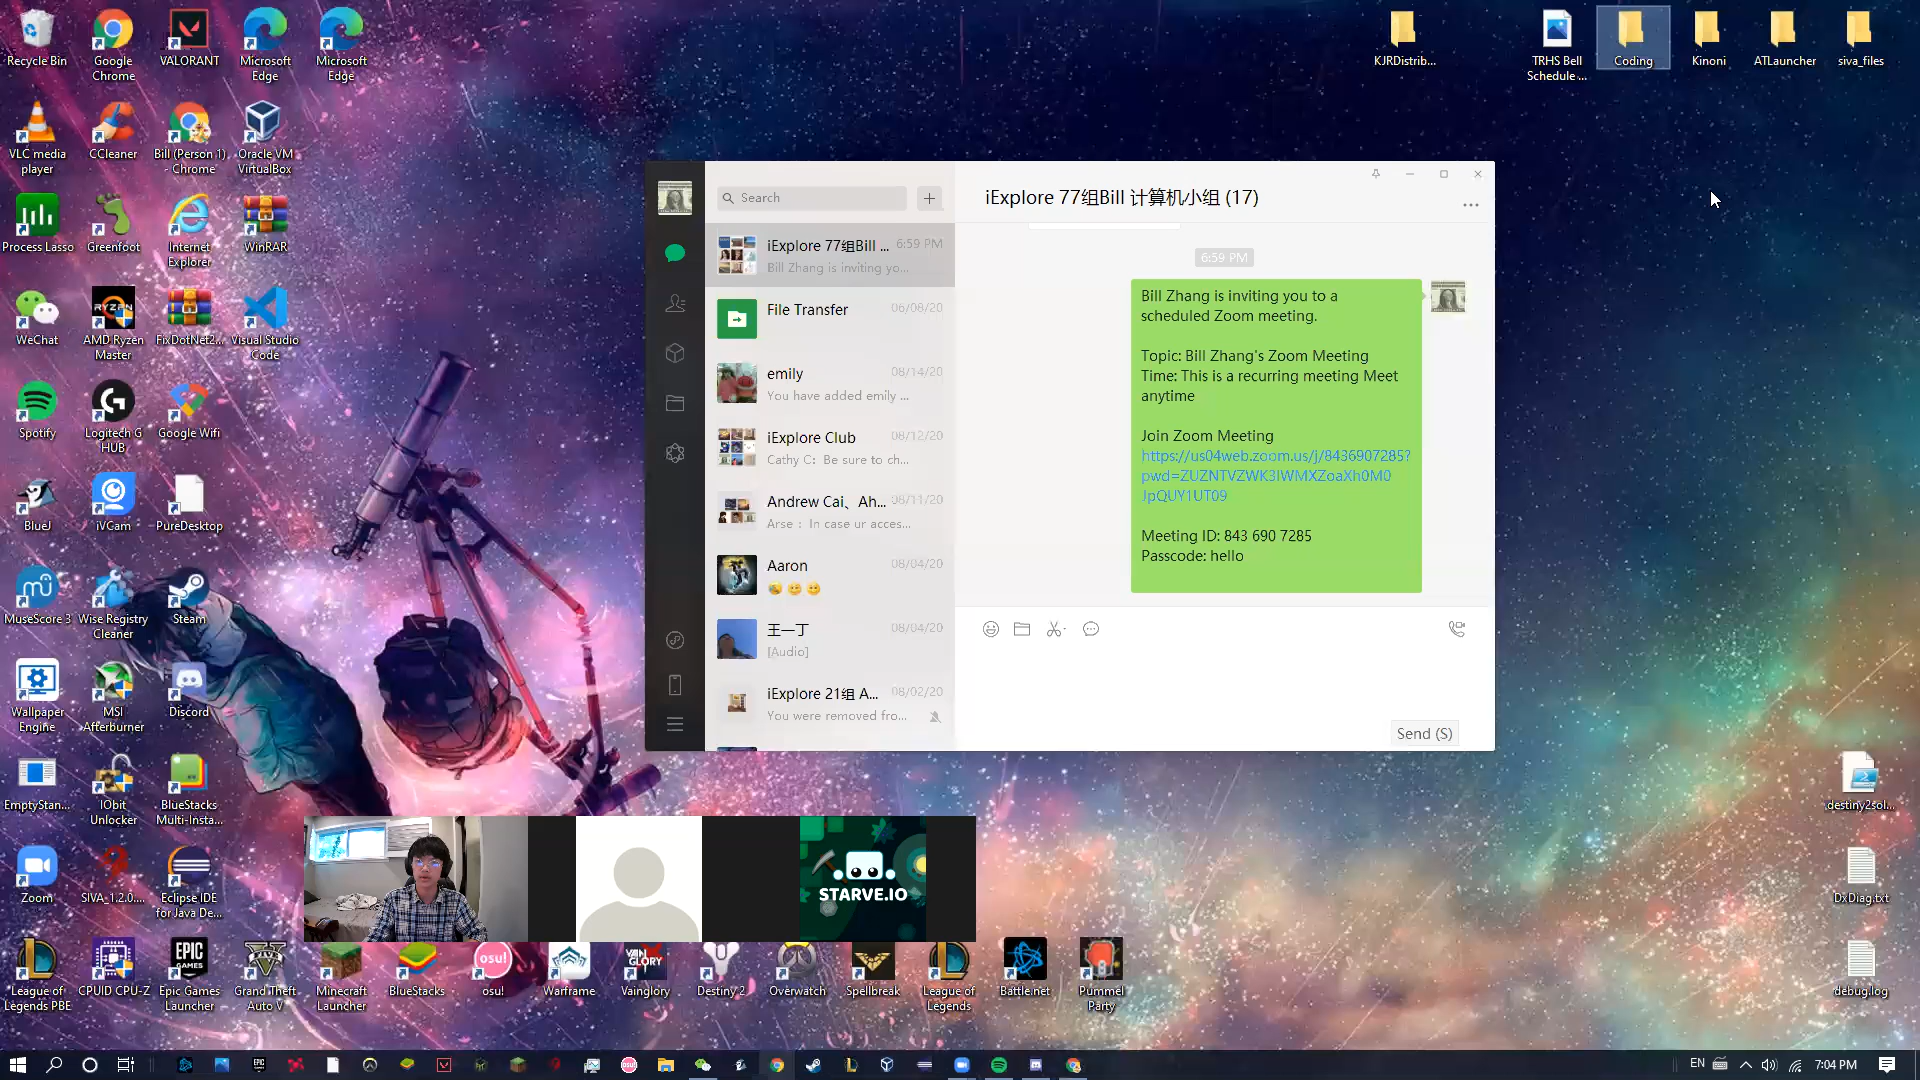 Recycle Bin
Google
Chrome
VALORANT
Microsoft
Edge
Microsoft
Edge
KJRDistrib...
TRHS Bell
Schedule ...
Coding
Kinoni
ATLauncher
siva_files
VLC media
player
CCleaner
Bill (Person 1)
- Chrome
Oracle VM
VirtualBox
Process Lasso
Greenfoot
Internet
Explorer
WinRAR
WeChat
RYZEN
AMD Ryzen
Master
FixDotNet2...
Visual Studio
Code
Spotify
Logitech G
HUB
Google Wifi
BlueJ
iVCam
PureDesktop
MuseScore 3
Wise Registry
Cleaner
Steam
Wallpaper
Engine
MSI
Afterburner
Discord
EmptyStan...
IObit
Unlocker
BlueStacks
Multi-Insta...
Zoom
SIVA_1.2.0....
Eclipse IDE
for Java De...
League of
Legends PBE
CPUID CPU-Z
EPIC
GAMES
Epic Games
Launcher
Grand Theft
Auto V
Minecraft
Launcher
BlueStacks
osu!
osu!
Warframe
VAIN
GLORY
Vainglory
Destiny 2
Overwatch
Spellbreak
League of
Legends
Battle.net
Pummel
Party
Search
iExplore 77组Bill ...
6:59 PM
Bill Zhang is inviting yo...
File Transfer
06/08/20
emily
08/14/20
You have added emily ...
iExplore Club
08/12/20
Cathy C: Be sure to ch...
Andrew Cai、Ah...
08/11/20
Arse : In case ur acces...
Aaron
08/04/20
王一丁
08/04/20
[Audio]
iExplore 21组 A...
08/02/20
You were removed fro...
iExplore 77组Bill 计算机小组 (17)
6:59 PM
Bill Zhang is inviting you to a
scheduled Zoom meeting.
Topic: Bill Zhang's Zoom Meeting
Time: This is a recurring meeting Meet
anytime
Join Zoom Meeting
https://us04web.zoom.us/j/8436907285?
pwd=ZUZNTVZWK3lWMXZoaXh0M0
JpQUY1UT09
Meeting ID: 843 690 7285
Passcode: hello
Send (S)
STARVE.IO
.destiny2sol...
DxDiag.txt
debug.log
EN
7:04 PM